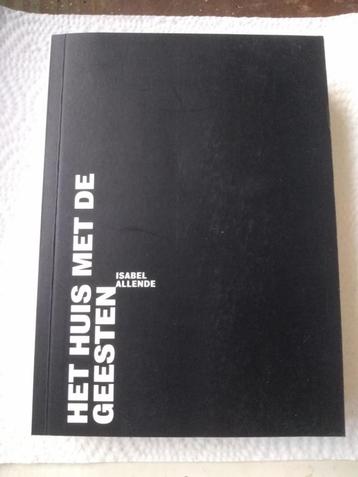 HET HUIS MET DE
GEESTEN
ISABEL
ALLENDE